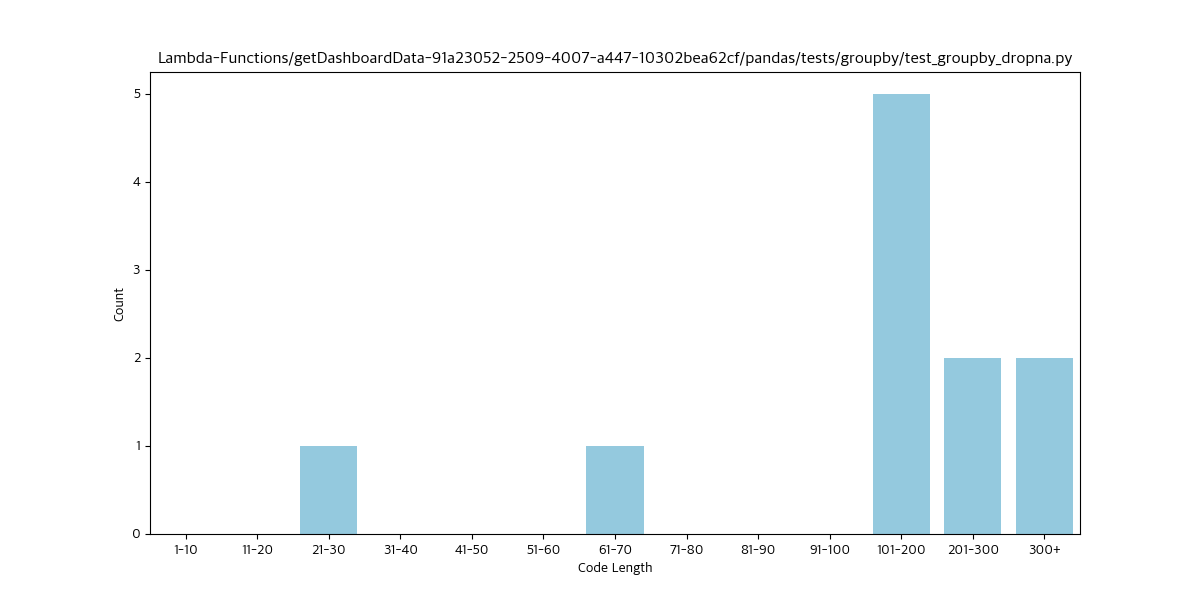 Lambda-Functions/getDashboardData-91a23052-2509-4007-a447-10302bea62cf/pandas/tests/groupby/test_groupby_dropna.py
5
4
3
2
1
0
Count
1-10 11-20 21-30 31-40 41-50 51-60 61-70 71-80 81-90 91-100 101-200 201-300 300+
Code Length